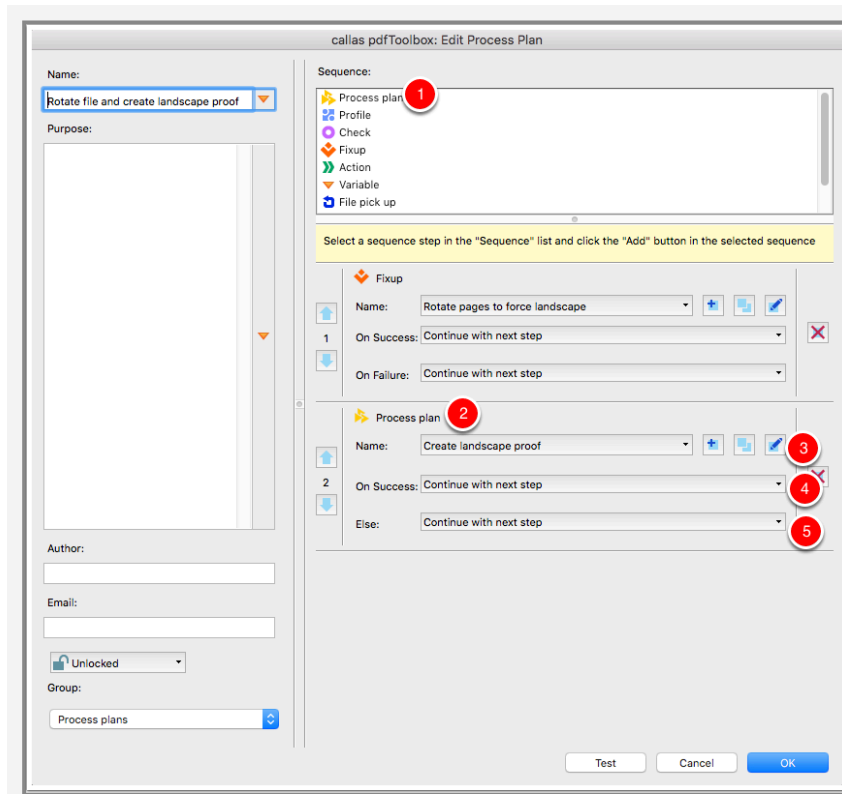 callas pdfToolbox: Edit Process Plan
Name:
Rotate file and create landscape proof
Purpose:
Author:
Email:
Unlocked
Group:
Process plans
Sequence:
Process plan 1
Profile
Check
Fixup
Action
Variable
File pick up
Select a sequence step in the "Sequence" list and click the "Add" button in the selected sequence
Fixup
Name: Rotate pages to force landscape
1 On Success: Continue with next step
On Failure: Continue with next step
Process plan 2
Name: Create landscape proof 3
2 On Success: Continue with next step 4
Else: Continue with next step 5
Test Cancel OK